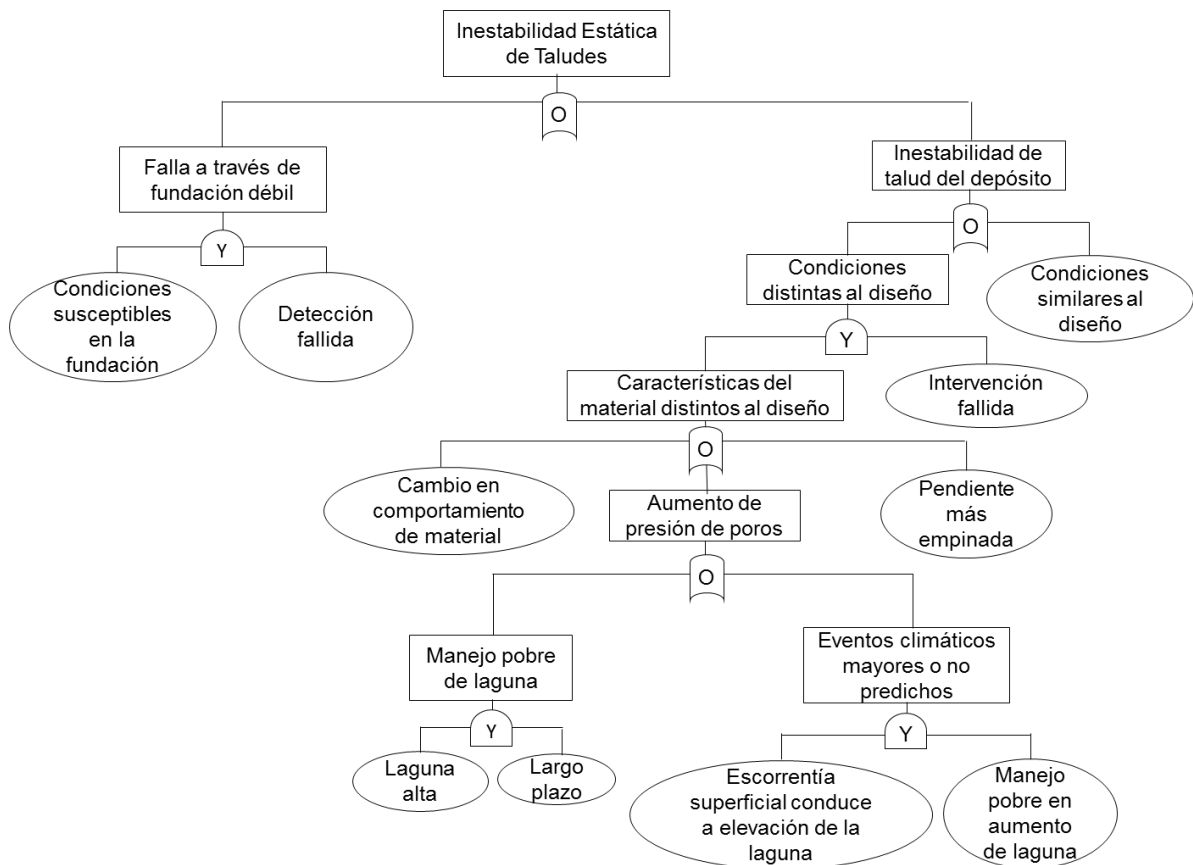 Inestabilidad Estática
de Taludes
O
Falla a través de
fundación débil
Inestabilidad de
talud del depósito
Y
O
Condiciones
susceptibles
en la
fundación
Detección
fallida
Condiciones
distintas al diseño
Condiciones
similares al
diseño
Y
Características del
material distintos al diseño
Intervención
fallida
O
Cambio en
comportamiento
de material
Aumento de
presión de poros
Pendiente
más
empinada
O
Manejo pobre
de laguna
Eventos climáticos
mayores o no
predichos
Y
Y
Laguna
alta
Largo
plazo
Escorrentía
superficial conduce
a elevación de la
laguna
Manejo
pobre en
aumento
de laguna